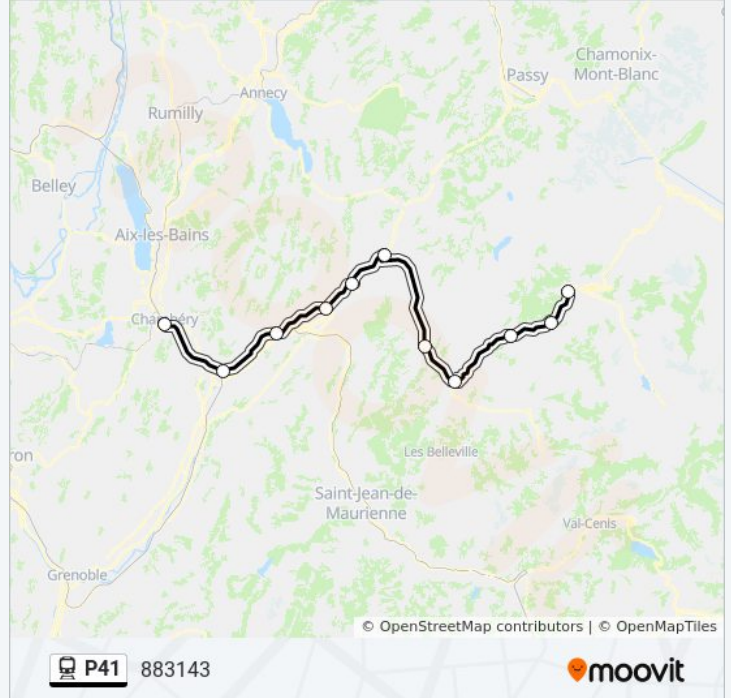 Chamonix-
Mont-Blanc
Passy
Annecy
Rumilly
Belley
Aix-les-Bains
Chambéry
ron
Les Belleville
Saint-Jean-de-
Maurienne
Val-Cenis
Grenoble
© OpenStreetMap contributors | © OpenMapTiles
P41 883143
moovit